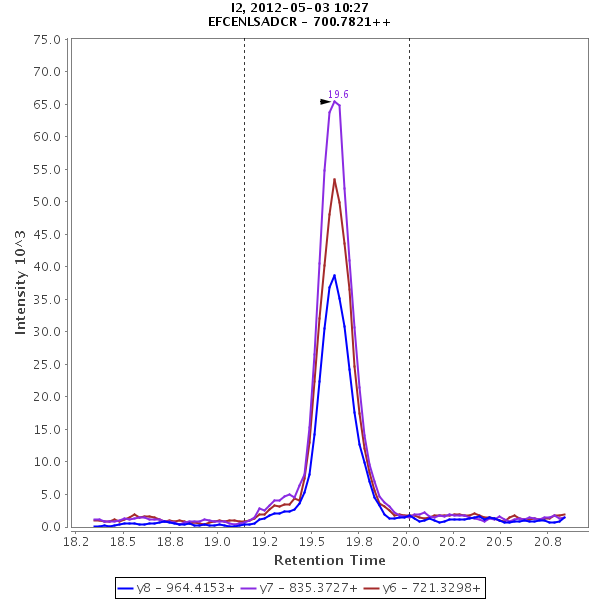 I2, 2012-05-03 10:27
EFCENLSADCR - 700.7821++
75.0
70.0
65.0
60.0
55.0
50.0
45.0
40.0
35.0
30.0
25.0
20.0
15.0
10.0
5.0
0.0
Intensity 10^3
19.6
18.2 18.5 18.8 19.0 19.2 19.5 19.8 20.0 20.2 20.5 20.8
Retention Time
y8 - 964.4153+ y7 - 835.3727+ y6 - 721.3298+